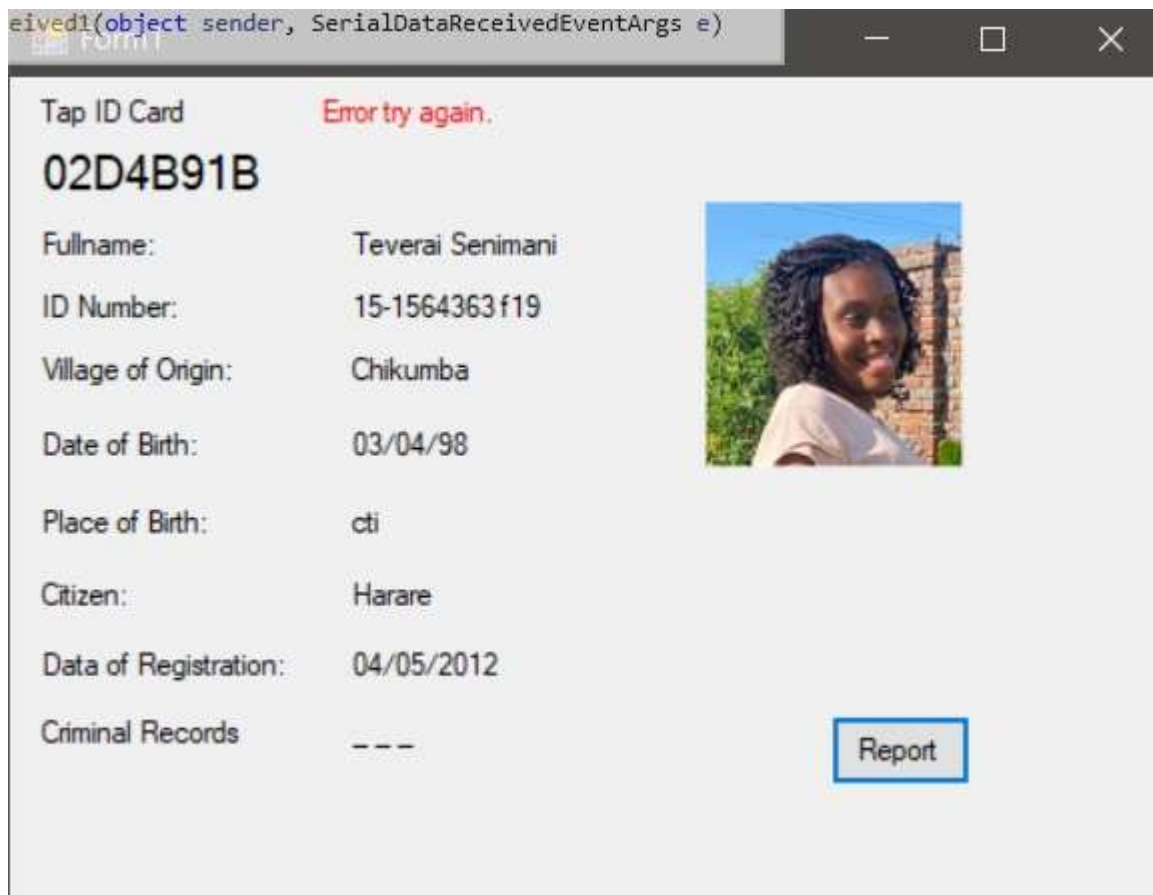 eived1(object sender, SerialDataReceivedEventArgs e)
Form1
Tap ID Card Error try again.
02D4B91B
Fullname: Teverai Senimani
ID Number: 15-1564363f19
Village of Origin: Chikumba
Date of Birth: 03/04/98
Place of Birth: cti
Citizen: Harare
Data of Registration: 04/05/2012
Criminal Records _ _ _
Report